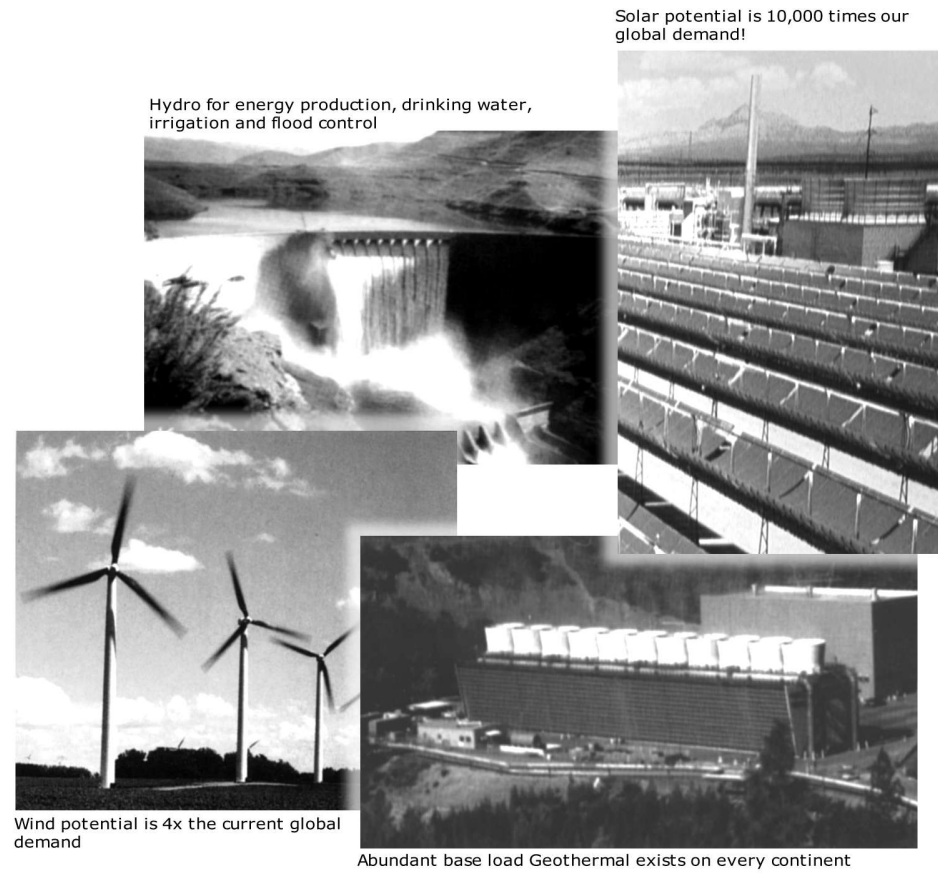 Solar potential is 10,000 times our
global demand!
Hydro for energy production, drinking water,
irrigation and flood control
Wind potential is 4x the current global
demand
Abundant base load Geothermal exists on every continent